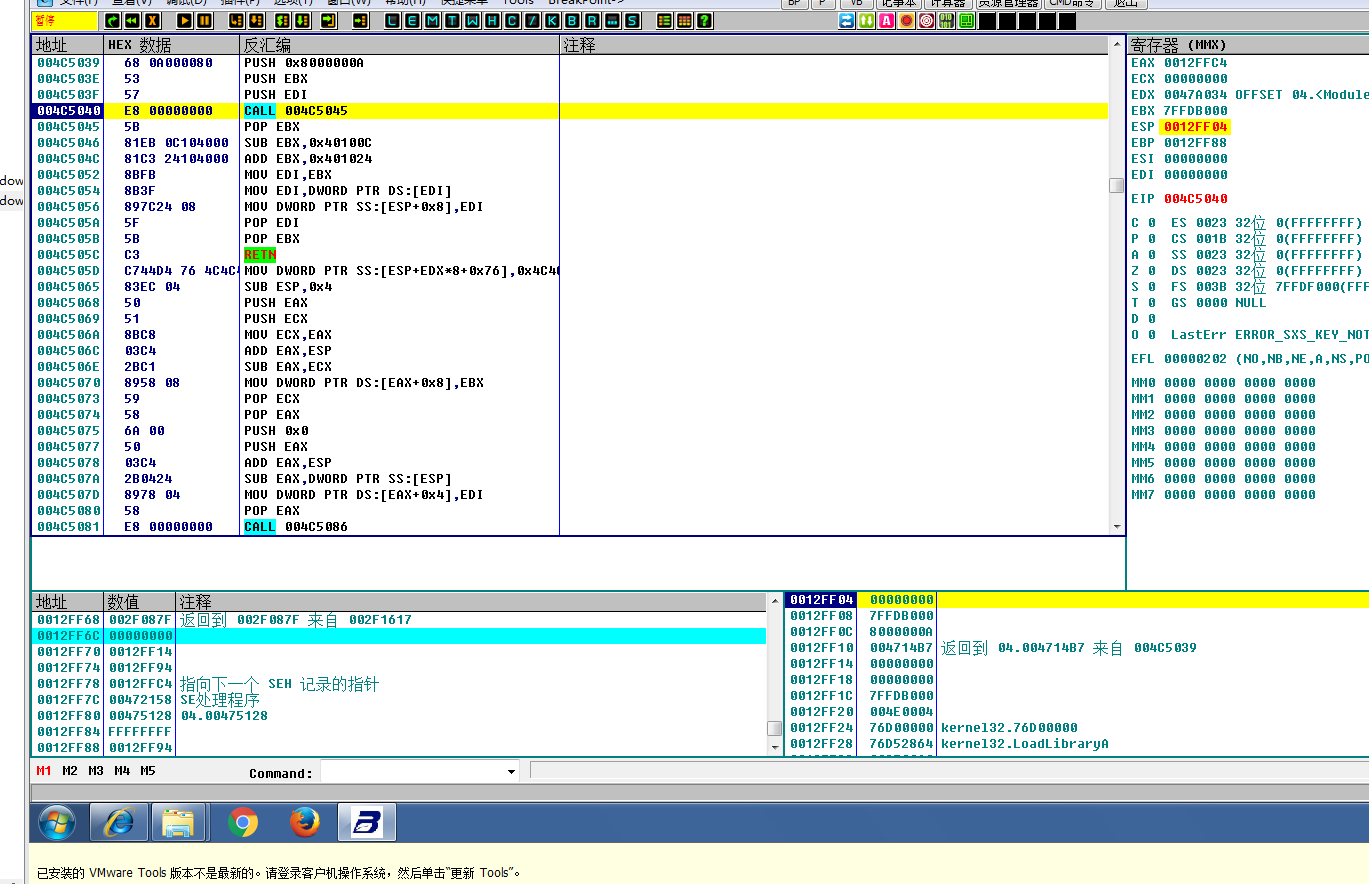 文件(F) 查看(V) 调试(D) 插件(P) 选项(T) 窗口(W) 帮助(H) 快捷菜单 Tools BreakPoint->
BP P VB 记事本 计算器 资源管理器 CMD命令 退出
暂停
L E M T W H C / K B R ... S
地址 HEX 数据 反汇编 注释
004C5039 68 0A000080 PUSH 0x8000000A
004C503E 53 PUSH EBX
004C503F 57 PUSH EDI
004C5040 E8 00000000 CALL 004C5045
004C5045 5B POP EBX
004C5046 81EB 0C104000 SUB EBX,0x40100C
004C504C 81C3 24104000 ADD EBX,0x401024
004C5052 8BFB MOV EDI,EBX
004C5054 8B3F MOV EDI,DWORD PTR DS:[EDI]
004C5056 897C24 08 MOV DWORD PTR SS:[ESP+0x8],EDI
004C505A 5F POP EDI
004C505B 5B POP EBX
004C505C C3 RETN
004C505D C744D4 76 4C4C4 MOV DWORD PTR SS:[ESP+EDX*8+0x76],0x4C4
004C5065 83EC 04 SUB ESP,0x4
004C5068 50 PUSH EAX
004C5069 51 PUSH ECX
004C506A 8BC8 MOV ECX,EAX
004C506C 03C4 ADD EAX,ESP
004C506E 2BC1 SUB EAX,ECX
004C5070 8958 08 MOV DWORD PTR DS:[EAX+0x8],EBX
004C5073 59 POP ECX
004C5074 58 POP EAX
004C5075 6A 00 PUSH 0x0
004C5077 50 PUSH EAX
004C5078 03C4 ADD EAX,ESP
004C507A 2B0424 SUB EAX,DWORD PTR SS:[ESP]
004C507D 8978 04 MOV DWORD PTR DS:[EAX+0x4],EDI
004C5080 58 POP EAX
004C5081 E8 00000000 CALL 004C5086
寄存器 (MMX)
EAX 0012FFC4
ECX 00000000
EDX 0047A034 OFFSET 04.<Module
EBX 7FFDB000
ESP 0012FF04
EBP 0012FF88
ESI 00000000
EDI 00000000
EIP 004C5040
C 0 ES 0023 32位 0(FFFFFFFF)
P 0 CS 001B 32位 0(FFFFFFFF)
A 0 SS 0023 32位 0(FFFFFFFF)
Z 0 DS 0023 32位 0(FFFFFFFF)
S 0 FS 003B 32位 7FFDF000(FFF
T 0 GS 0000 NULL
D 0
O 0 LastErr ERROR_SXS_KEY_NOT
EFL 00000202 (NO,NB,NE,A,NS,PO
MM0 0000 0000 0000 0000
MM1 0000 0000 0000 0000
MM2 0000 0000 0000 0000
MM3 0000 0000 0000 0000
MM4 0000 0000 0000 0000
MM5 0000 0000 0000 0000
MM6 0000 0000 0000 0000
MM7 0000 0000 0000 0000
dow
dow
地址 数值 注释
0012FF68 002F087F 返回到 002F087F 来自 002F1617
0012FF6C 00000000
0012FF70 0012FF14
0012FF74 0012FF94
0012FF78 0012FFC4 指向下一个 SEH 记录的指针
0012FF7C 00472158 SE处理程序
0012FF80 00475128 04.00475128
0012FF84 FFFFFFFF
0012FF88 0012FF94
0012FF04 00000000
0012FF08 7FFDB000
0012FF0C 8000000A
0012FF10 004714B7 返回到 04.004714B7 来自 004C5039
0012FF14 00000000
0012FF18 00000000
0012FF1C 7FFDB000
0012FF20 004E0004
0012FF24 76D00000 kernel32.76D00000
0012FF28 76D52864 kernel32.LoadLibraryA
M1 M2 M3 M4 M5 Command:
已安装的 VMware Tools 版本不是最新的。请登录客户机操作系统，然后单击“更新 Tools”。